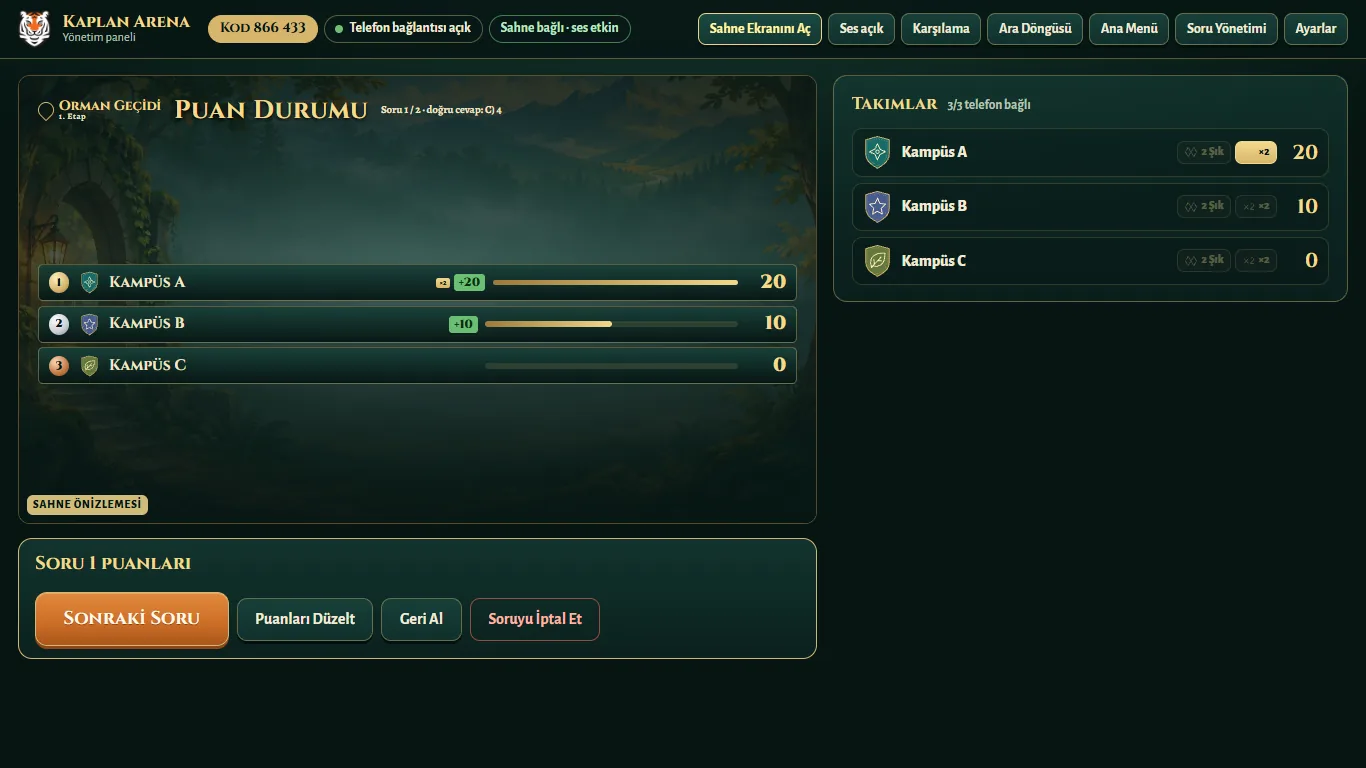 Kaplan Arena
Yönetim paneli
Kod 866 433
Telefon bağlantısı açık
Sahne bağlı · ses etkin
Sahne Ekranını Aç
Ses açık
Karşılama
Ara Döngüsü
Ana Menü
Soru Yönetimi
Ayarlar
Orman Geçidi
1. Etap
Puan Durumu
Soru 1 / 2 · doğru cevap: C) 4
1 Kampüs A ×2 +20 20
2 Kampüs B +10 10
3 Kampüs C 0
SAHNE ÖNİZLEMESİ
Soru 1 puanları
Sonraki Soru
Puanları Düzelt
Geri Al
Soruyu İptal Et
Takımlar 3/3 telefon bağlı
Kampüs A 2 Şık ×2 20
Kampüs B 2 Şık ×2 ×2 10
Kampüs C 2 Şık ×2 ×2 0